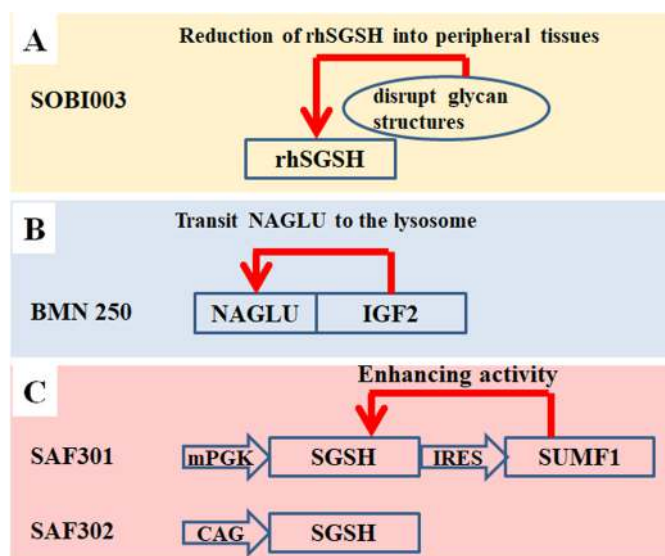 A
Reduction of rhSGSH into peripheral tissues
SOBI003
disrupt glycan
structures
rhSGSH
B
Transit NAGLU to the lysosome
BMN 250
NAGLU
IGF2
C
Enhancing activity
SAF301
mPGK
SGSH
IRES
SUMF1
SAF302
CAG
SGSH